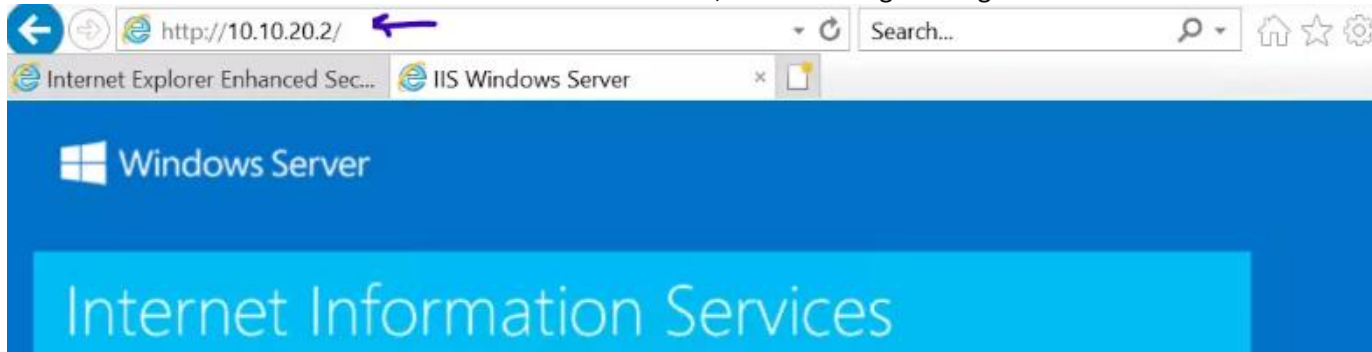 http://10.10.20.2/ Search...
Internet Explorer Enhanced Sec... IIS Windows Server
Windows Server
Internet Information Services